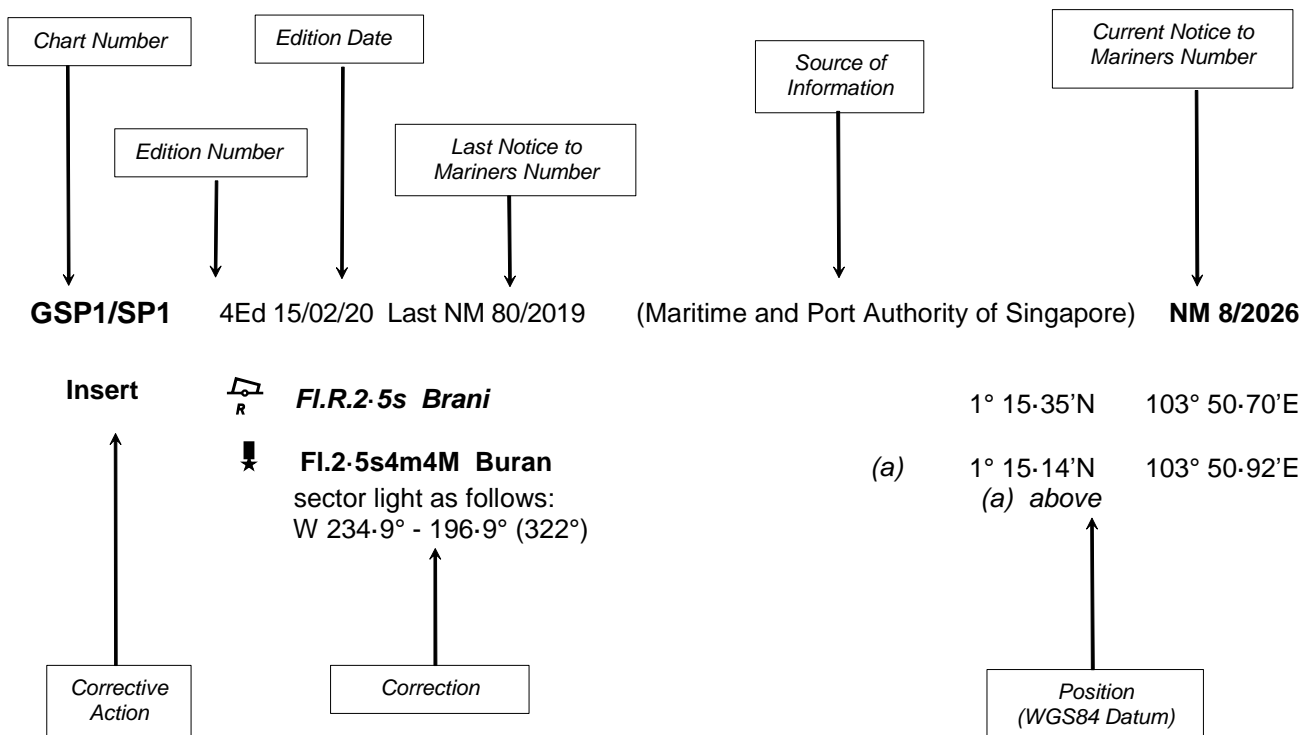 Chart Number
Edition Date
Source of
Information
Current Notice to
Mariners Number
Edition Number
Last Notice to
Mariners Number
GSP1/SP1 4Ed 15/02/20 Last NM 80/2019 (Maritime and Port Authority of Singapore) NM 8/2026
Insert R Fl.R.2·5s Brani 1° 15·35’N 103° 50·70’E
Fl.2·5s4m4M Buran (a) 1° 15·14’N 103° 50·92’E
sector light as follows: (a) above
W 234·9° - 196·9° (322°)
Corrective
Action
Correction
Position
(WGS84 Datum)